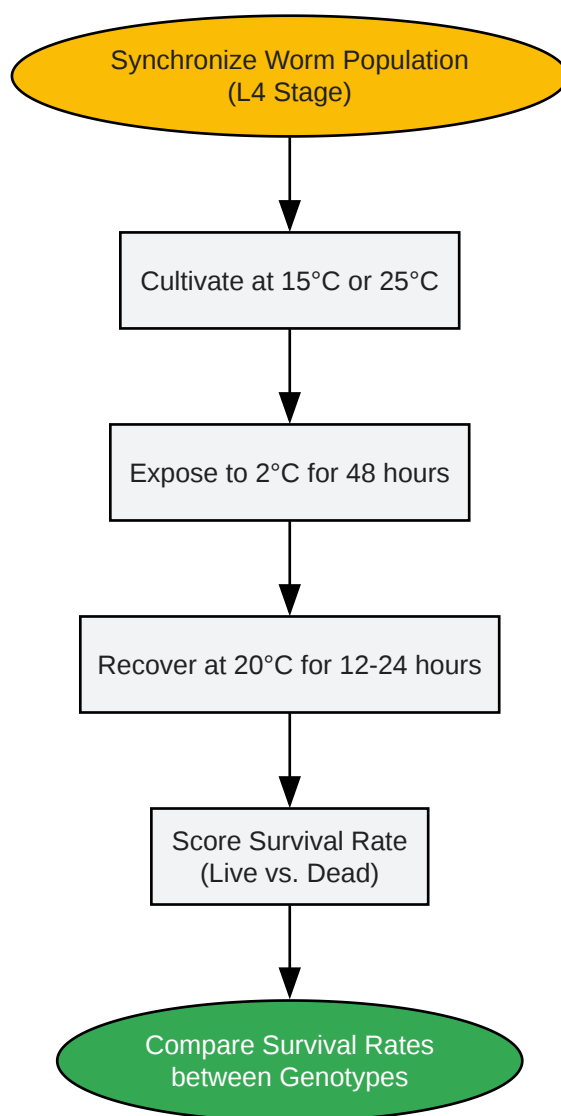 Synchronize Worm Population
(L4 Stage)
Cultivate at 15°C or 25°C
Expose to 2°C for 48 hours
Recover at 20°C for 12-24 hours
Score Survival Rate
(Live vs. Dead)
Compare Survival Rates
between Genotypes